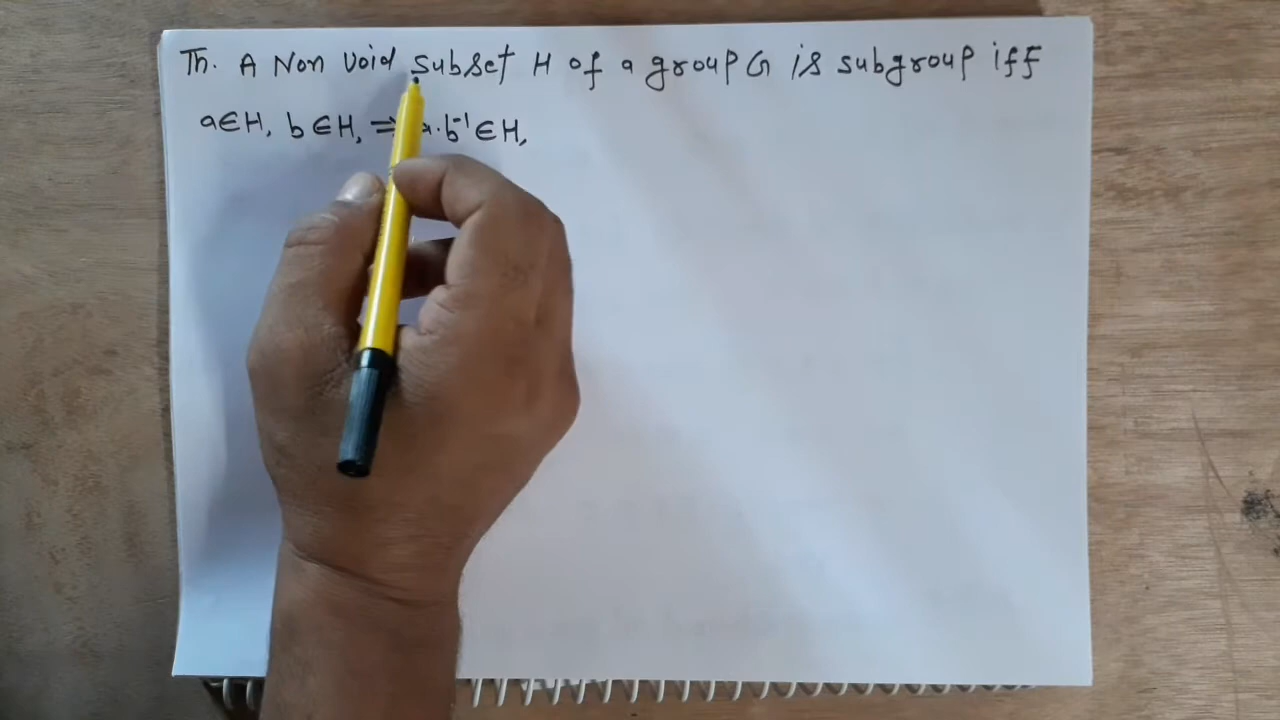 Th. A Non Void subset H of a group G is subgroup iff
a∈H, b∈H, ⇒ a.b⁻¹∈H,